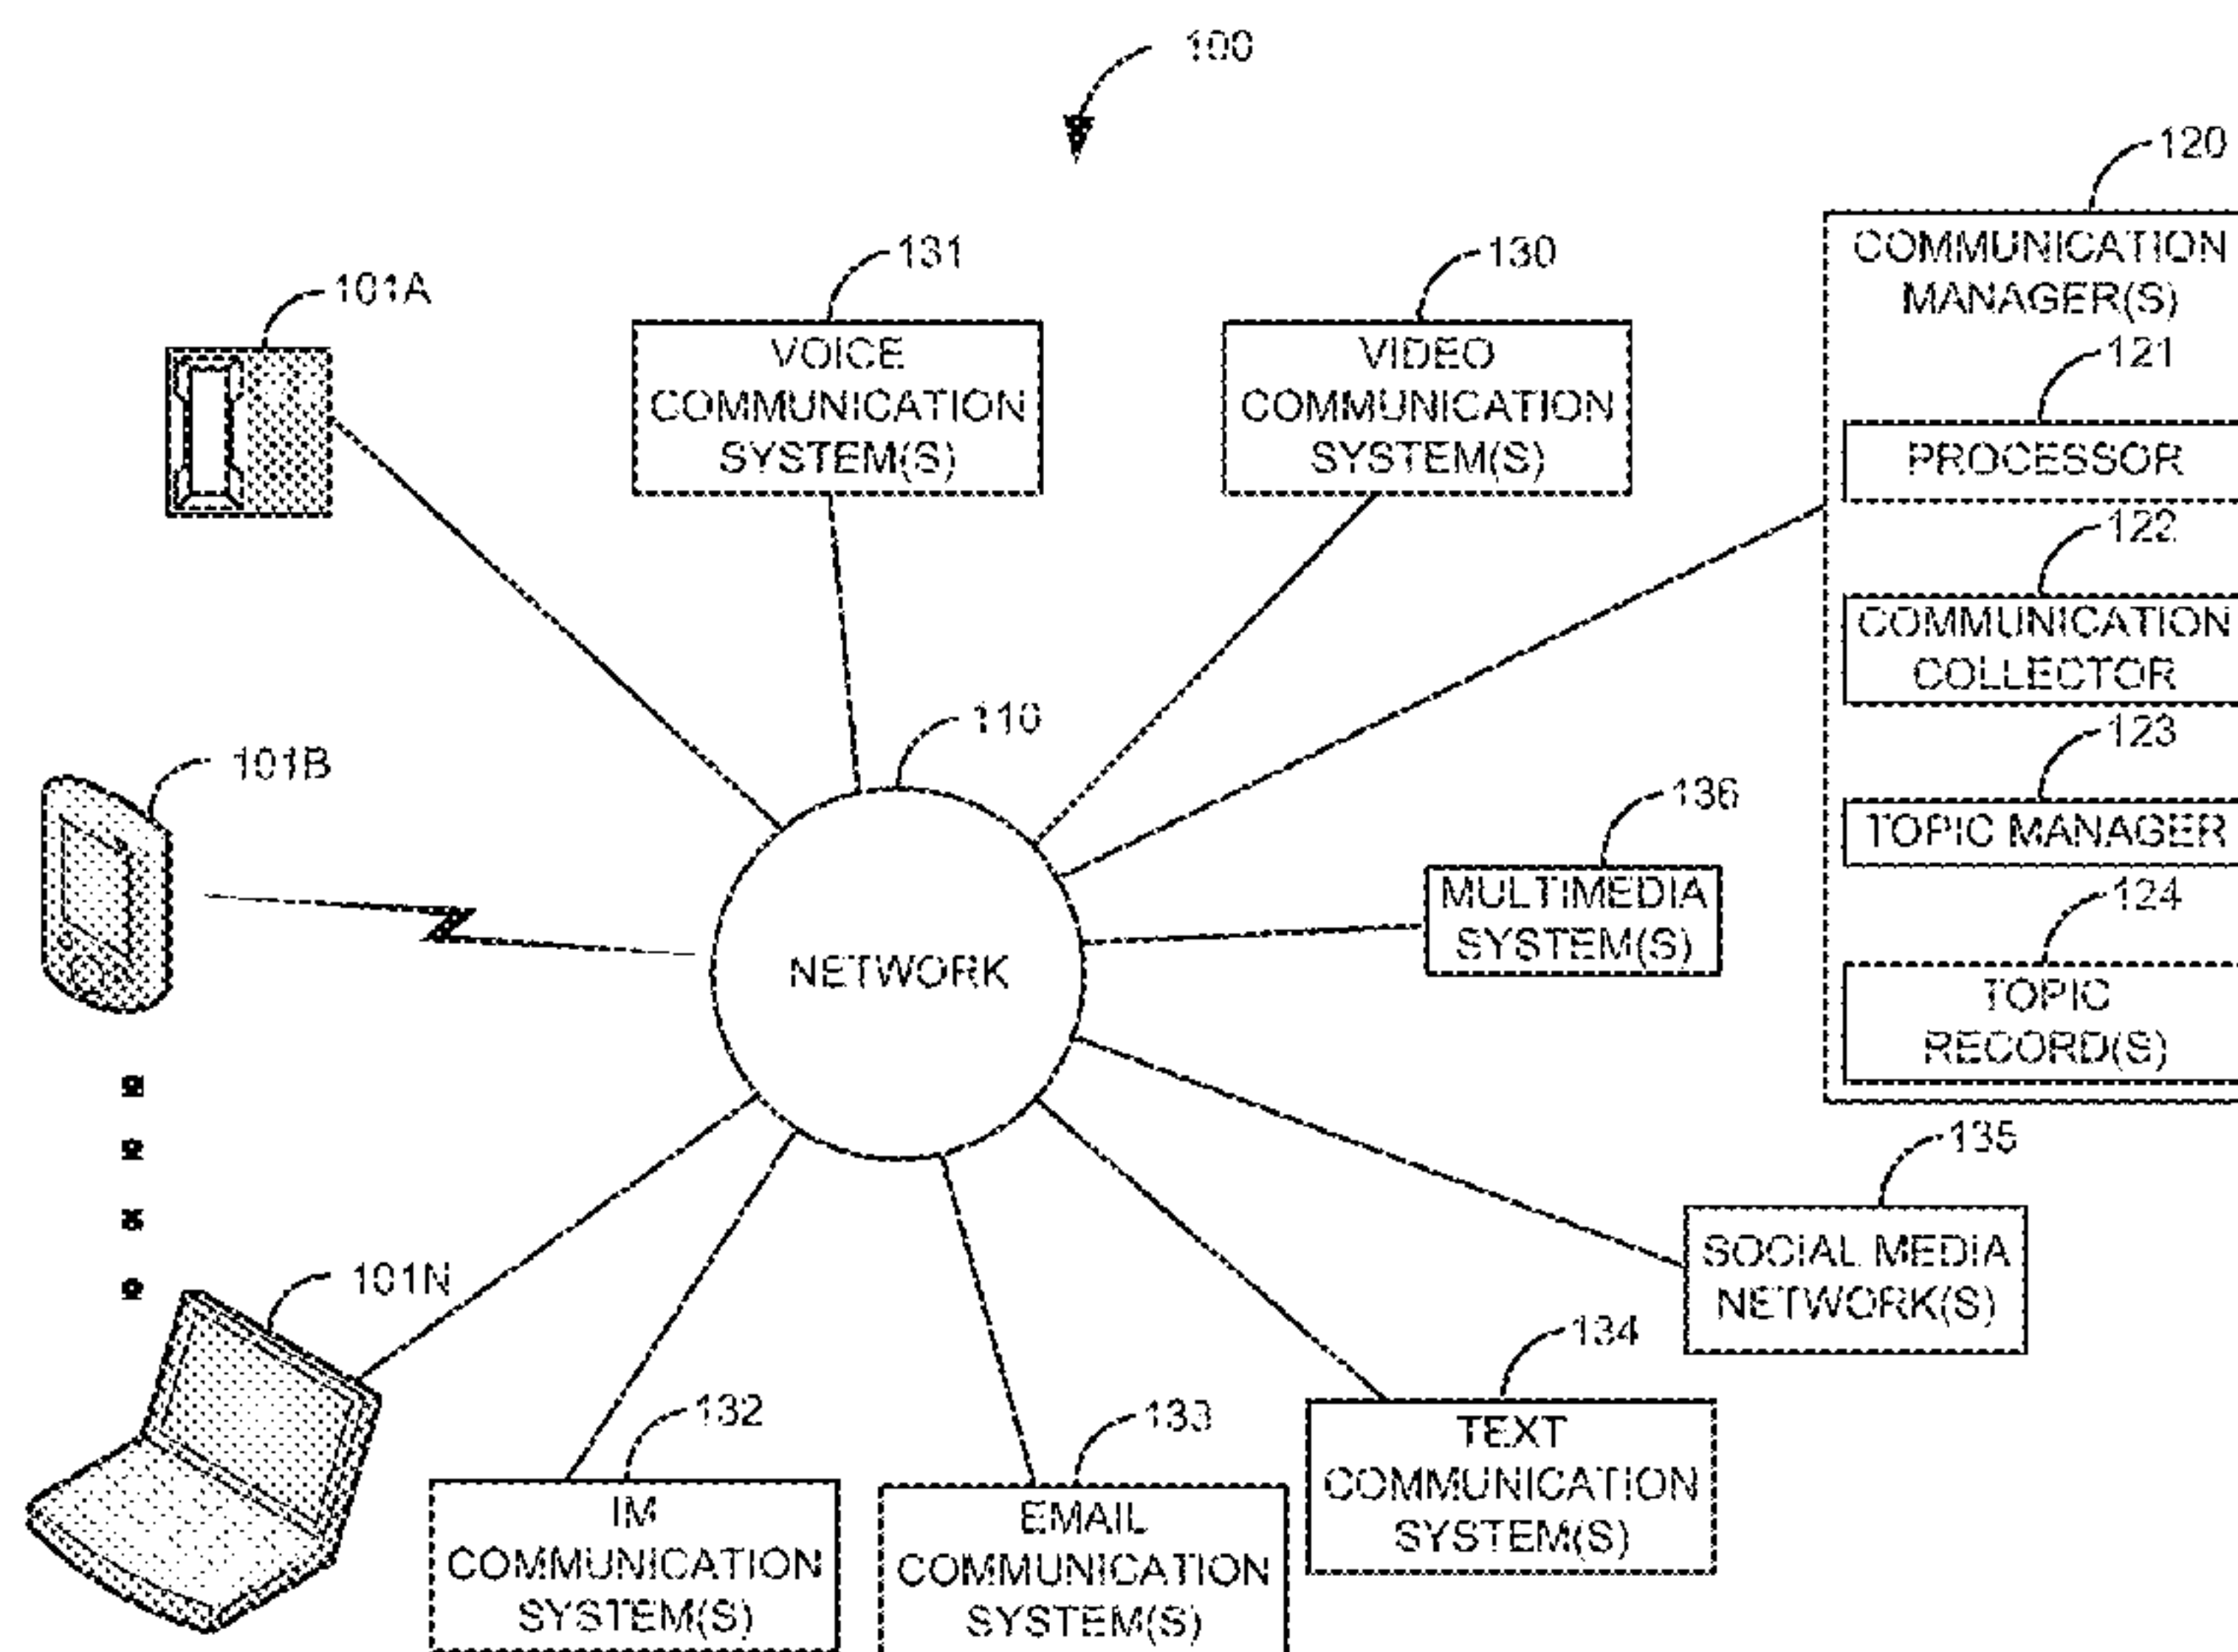 100
120
COMMUNICATION
MANAGER(S)
121
PROCESSOR
122
COMMUNICATION
COLLECTOR
123
TOPIC MANAGER
124
TOPIC
RECORD(S)
131
VOICE
COMMUNICATION
SYSTEM(S)
130
VIDEO
COMMUNICATION
SYSTEM(S)
101A
101B
110
NETWORK
136
MULTIMEDIA
SYSTEM(S)
135
SOCIAL MEDIA
NETWORK(S)
101N
132
IM
COMMUNICATION
SYSTEM(S)
133
EMAIL
COMMUNICATION
SYSTEM(S)
134
TEXT
COMMUNICATION
SYSTEM(S)